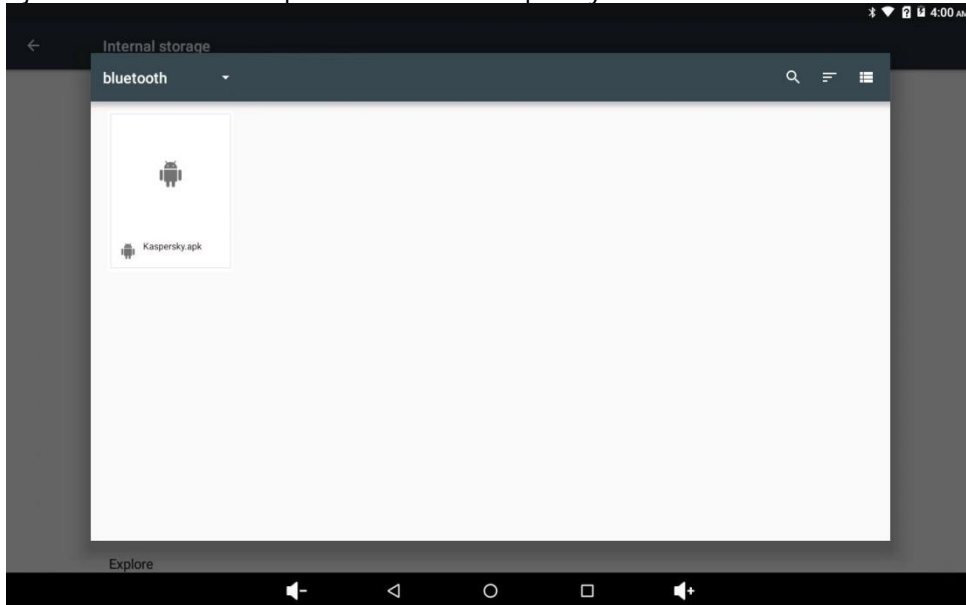 4:00 AM
Internal storage
bluetooth
Kaspersky.apk
Explore